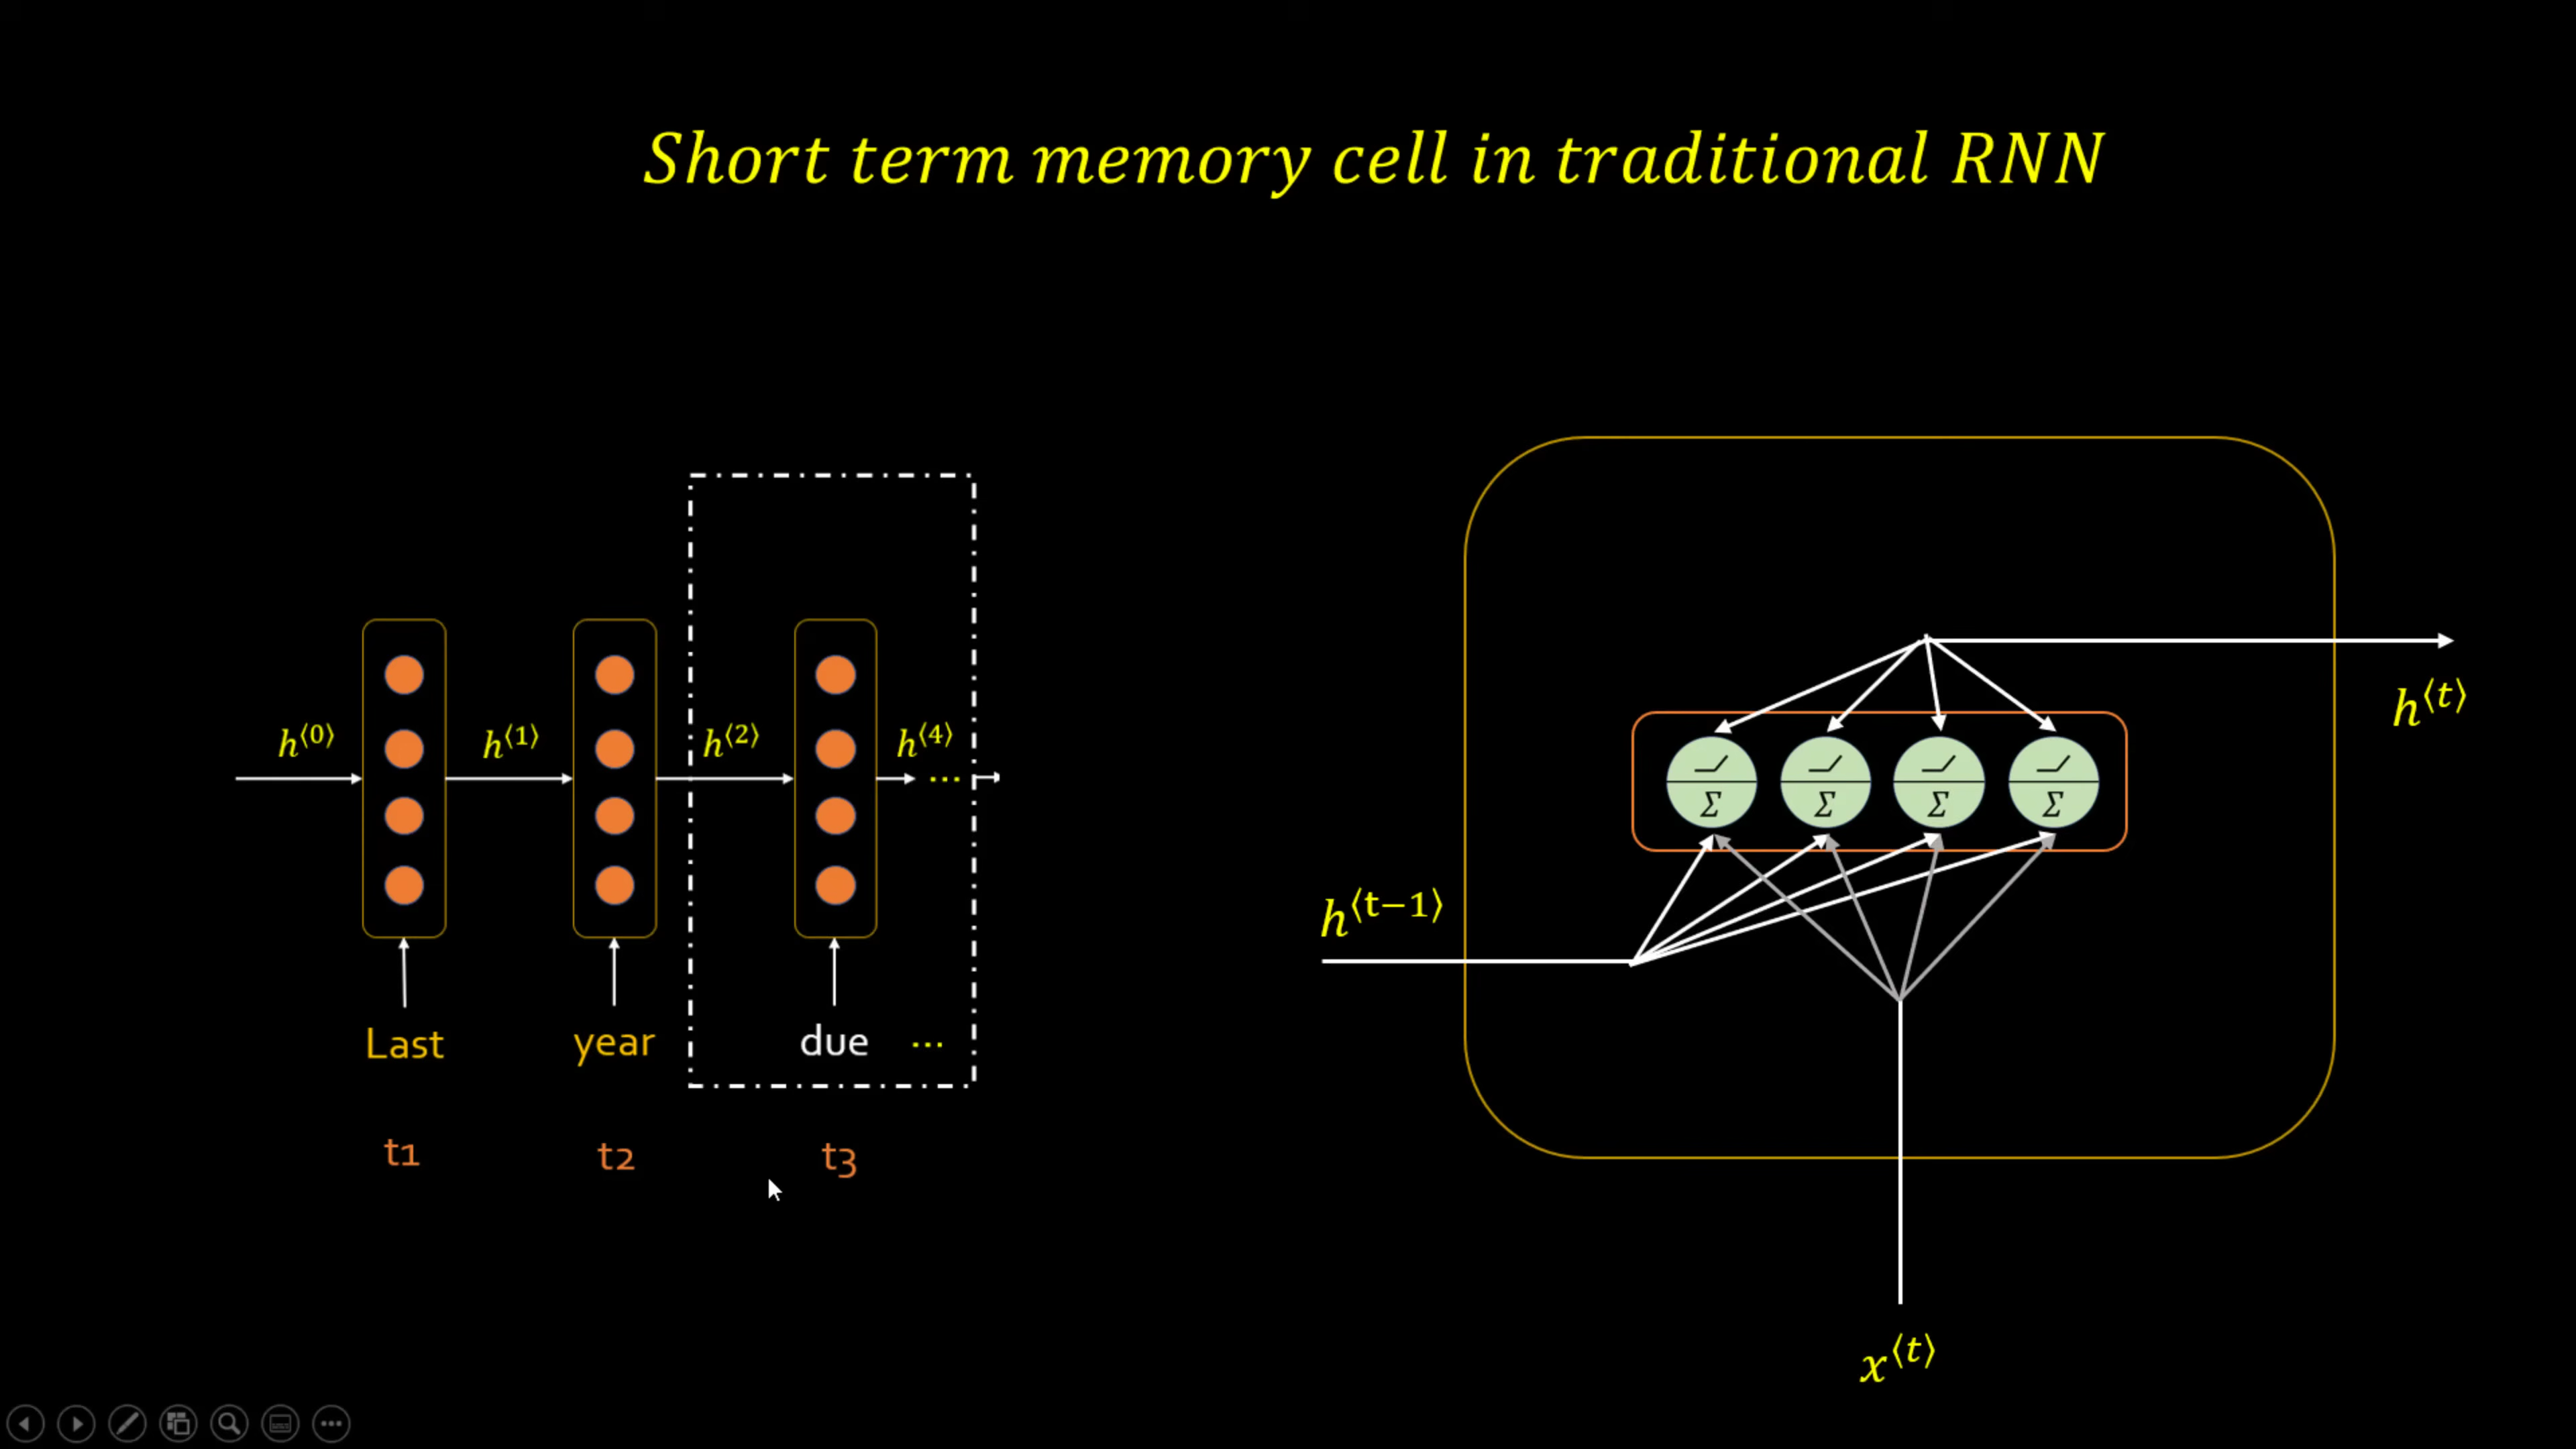 Short term memory cell in traditional RNN
h⟨0⟩ h⟨1⟩ h⟨2⟩ h⟨4⟩ ...
Last year due ...
t1 t2 t3
h⟨t⟩
Σ Σ Σ Σ
h⟨t−1⟩
x⟨t⟩